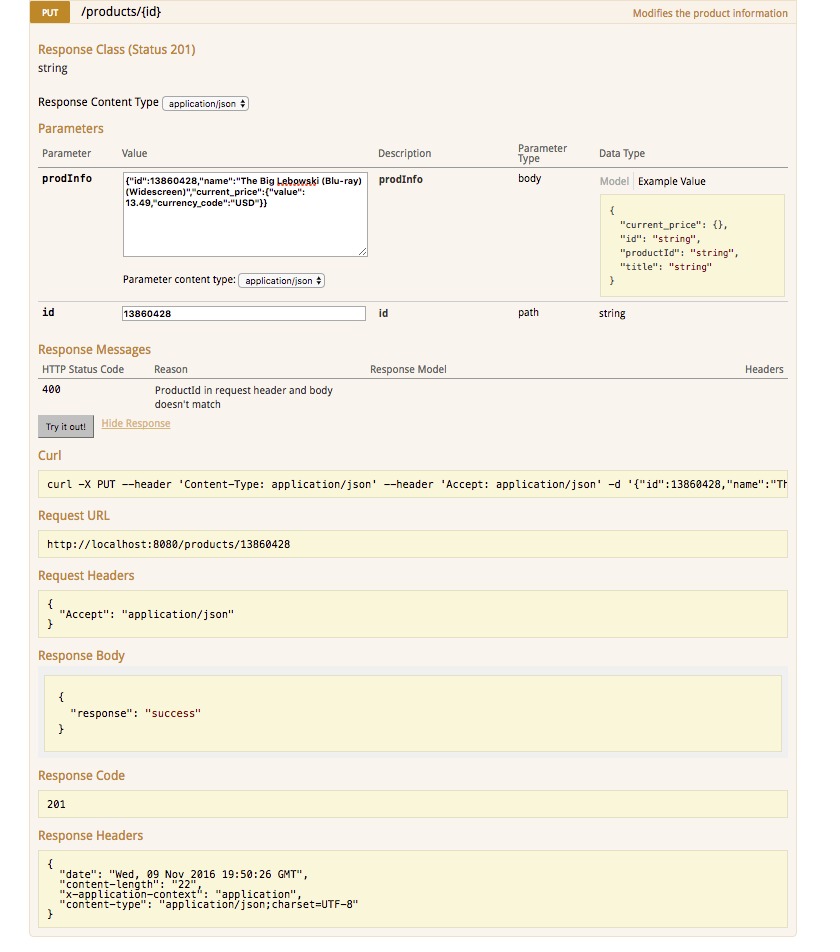 PUT /products/{id} Modifies the product information
Response Class (Status 201)
string
Response Content Type application/json
Parameters
Parameter Value Description Parameter Type Data Type
prodInfo {"id":13860428,"name":"The Big Lebowski (Blu-ray) prodInfo body Model Example Value
(Widescreen)","current_price":{"value":
13.49,"currency_code":"USD"}}
{
"current_price": {},
"id": "string",
"productId": "string",
"title": "string"
}
Parameter content type: application/json
id 13860428 id path string
Response Messages
HTTP Status Code Reason Response Model Headers
400 ProductId in request header and body
doesn't match
Try it out! Hide Response
Curl
curl -X PUT --header 'Content-Type: application/json' --header 'Accept: application/json' -d '{"id":13860428,"name":"Th
Request URL
http://localhost:8080/products/13860428
Request Headers
{
"Accept": "application/json"
}
Response Body
{
"response": "success"
}
Response Code
201
Response Headers
{
"date": "Wed, 09 Nov 2016 19:50:26 GMT",
"content-length": "22",
"x-application-context": "application",
"content-type": "application/json;charset=UTF-8"
}